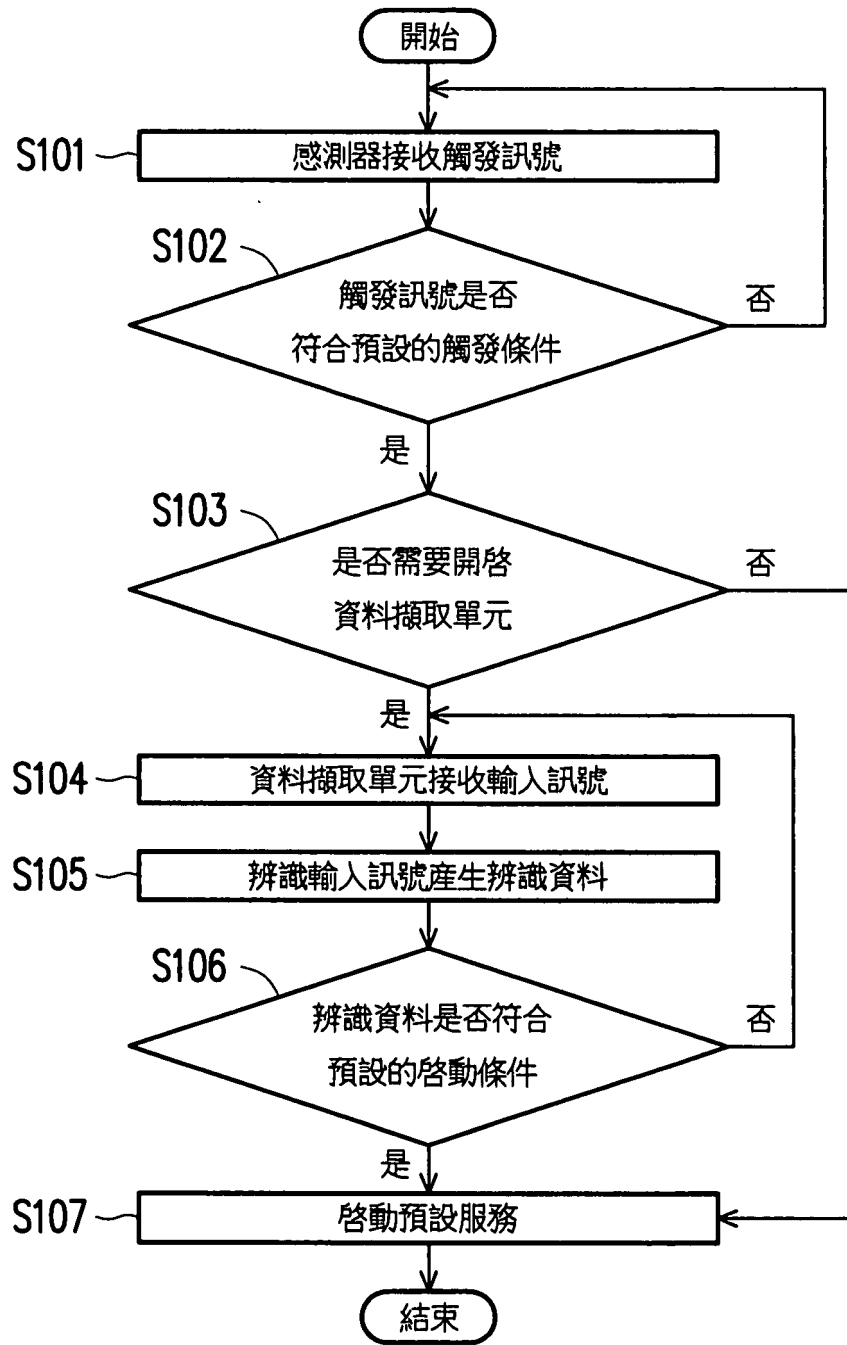 開始
S101
感測器接收觸發訊號
S102
觸發訊號是否
符合預設的觸發條件
否
是
S103
是否需要開啓
資料擷取單元
否
是
S104
資料擷取單元接收輸入訊號
S105
辨識輸入訊號產生辨識資料
S106
辨識資料是否符合
預設的啓動條件
否
是
S107
啓動預設服務
結束